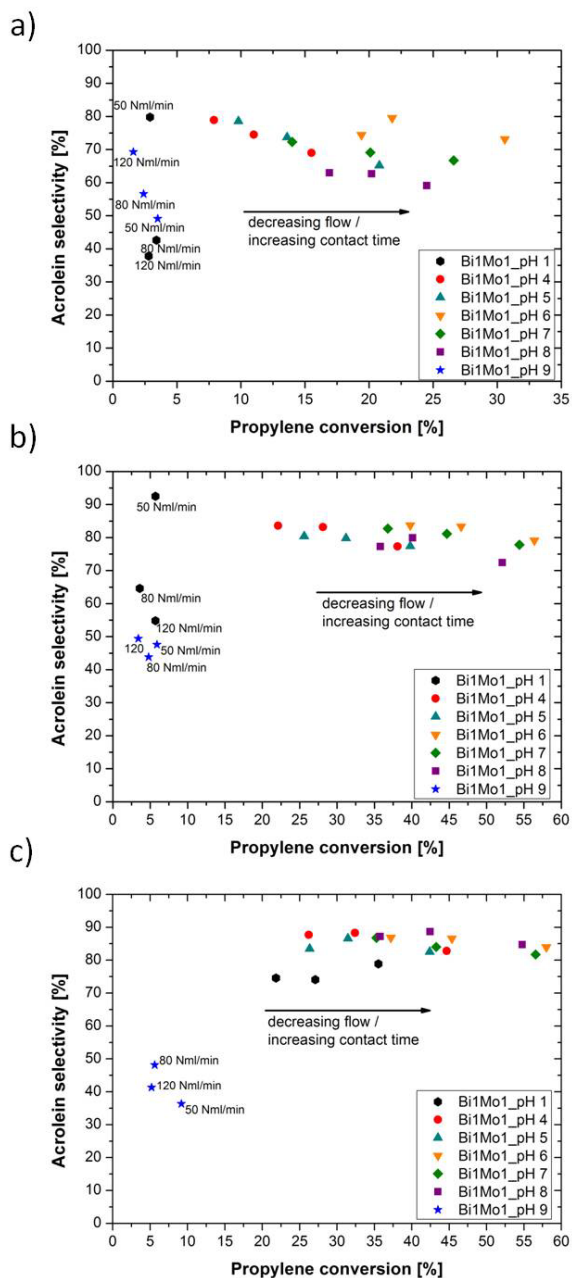 a)
Acrolein selectivity [%]
100
90
80
70
60
50
40
30
20
10
0
50 Nml/min
120 Nml/min
80 Nml/min
50 Nml/min
80 Nml/min
120 Nml/min
decreasing flow /
increasing contact time
Bi1Mo1_pH 1
Bi1Mo1_pH 4
Bi1Mo1_pH 5
Bi1Mo1_pH 6
Bi1Mo1_pH 7
Bi1Mo1_pH 8
Bi1Mo1_pH 9
0 5 10 15 20 25 30 35
Propylene conversion [%]
b)
Acrolein selectivity [%]
100
90
80
70
60
50
40
30
20
10
0
50 Nml/min
80 Nml/min
120 Nml/min
120
50 Nml/min
80 Nml/min
decreasing flow /
increasing contact time
Bi1Mo1_pH 1
Bi1Mo1_pH 4
Bi1Mo1_pH 5
Bi1Mo1_pH 6
Bi1Mo1_pH 7
Bi1Mo1_pH 8
Bi1Mo1_pH 9
0 5 10 15 20 25 30 35 40 45 50 55 60
Propylene conversion [%]
c)
Acrolein selectivity [%]
100
90
80
70
60
50
40
30
20
10
0
decreasing flow /
increasing contact time
80 Nml/min
120 Nml/min
50 Nml/min
Bi1Mo1_pH 1
Bi1Mo1_pH 4
Bi1Mo1_pH 5
Bi1Mo1_pH 6
Bi1Mo1_pH 7
Bi1Mo1_pH 8
Bi1Mo1_pH 9
0 5 10 15 20 25 30 35 40 45 50 55 60
Propylene conversion [%]